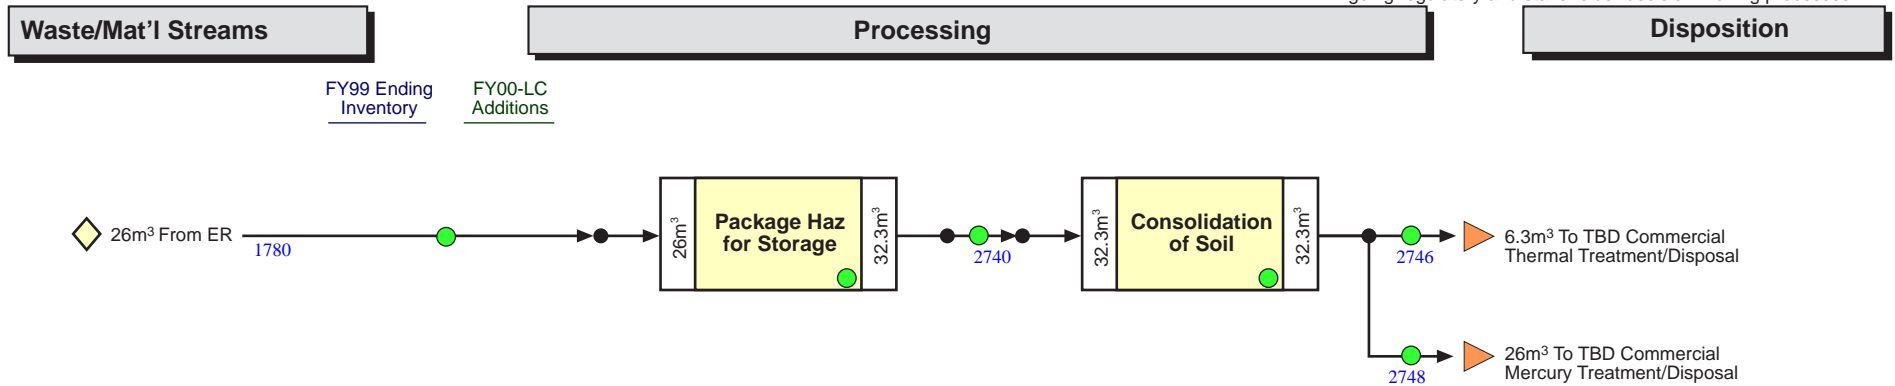 Waste/Mat'l Streams
Processing
Disposition
FY99 Ending
Inventory
FY00-LC
Additions
26m³ From ER
1780
26m³
Package Haz
for Storage
32.3m³
2740
32.3m³
Consolidation
of Soil
32.3m³
2746
6.3m³ To TBD Commercial
Thermal Treatment/Disposal
2748
26m³ To TBD Commercial
Mercury Treatment/Disposal